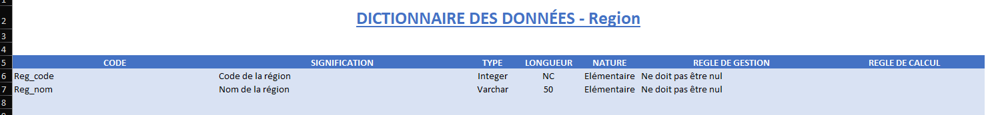 1
2 DICTIONNAIRE DES DONNÉES - Region
3
4
5 CODE SIGNIFICATION TYPE LONGUEUR NATURE REGLE DE GESTION REGLE DE CALCUL
6 Reg_code Code de la région Integer NC Elémentaire Ne doit pas être nul
7 Reg_nom Nom de la région Varchar 50 Elémentaire Ne doit pas être nul
8